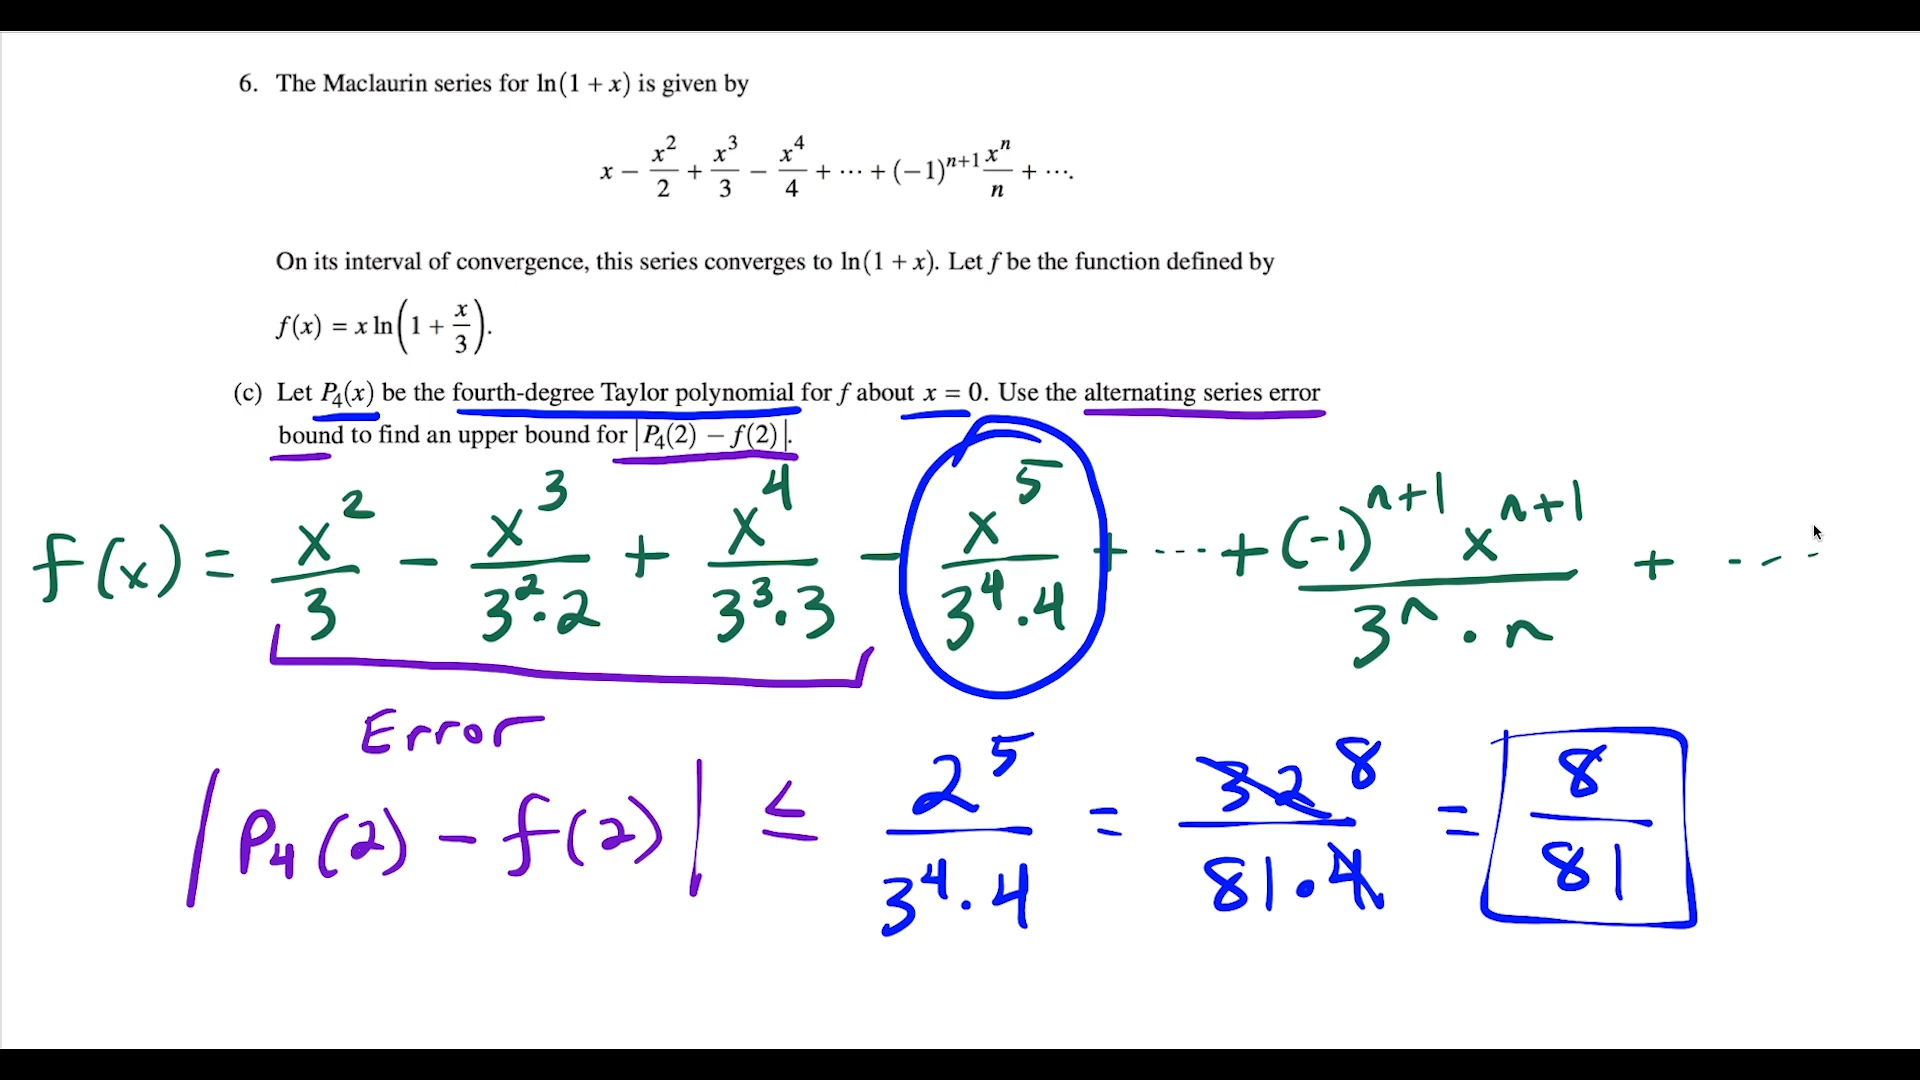 6. The Maclaurin series for ln(1 + x) is given by
x − x²/2 + x³/3 − x⁴/4 + ⋯ + (−1)ⁿ⁺¹ xⁿ/n + ⋯.
On its interval of convergence, this series converges to ln(1 + x). Let f be the function defined by
f(x) = x ln(1 + x/3).
(c) Let P₄(x) be the fourth-degree Taylor polynomial for f about x = 0. Use the alternating series error
bound to find an upper bound for |P₄(2) − f(2)|.
f(x) = x²/3 − x³/(3²·2) + x⁴/(3³·3) − x⁵/(3⁴·4) + ⋯ + (−1)ⁿ⁺¹ xⁿ⁺¹/(3ⁿ·n) + ⋯
Error
|P₄(2) − f(2)| ≤ 2⁵/(3⁴·4) = 32 8/(81·4) = 8/81